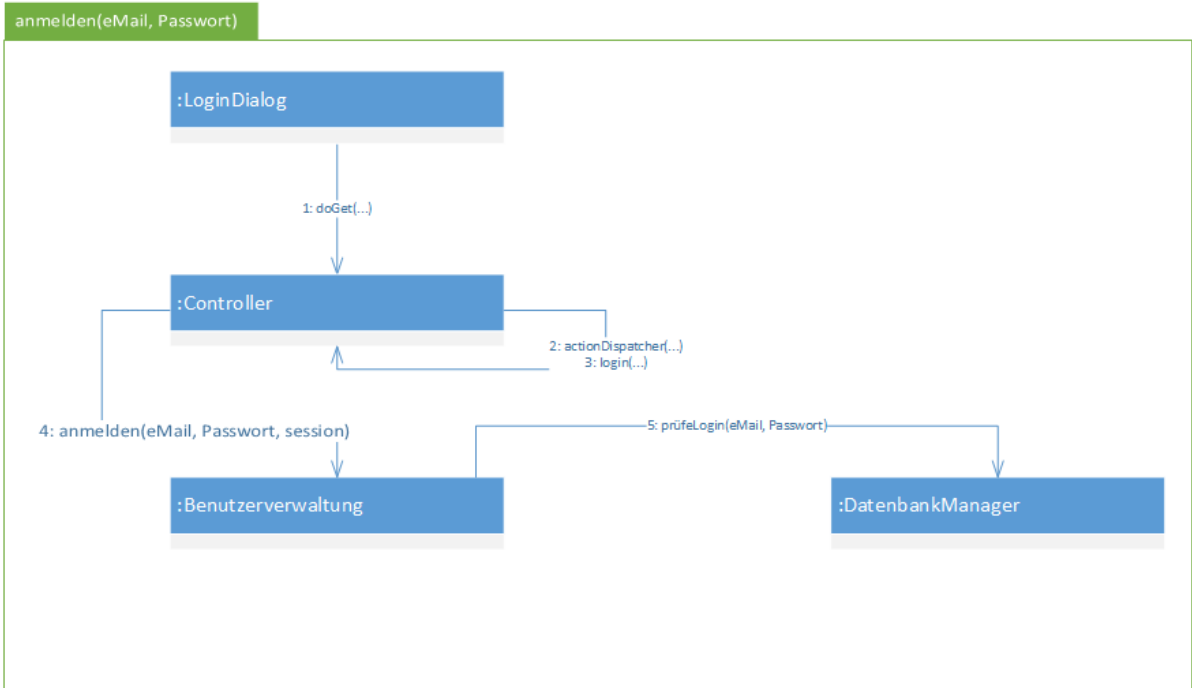 anmelden(eMail, Passwort)
:LoginDialog
1: doGet(...)
:Controller
2: actionDispatcher(...)
3: login(...)
4: anmelden(eMail, Passwort, session)
5: prüfeLogin(eMail, Passwort)
:Benutzerverwaltung
:DatenbankManager